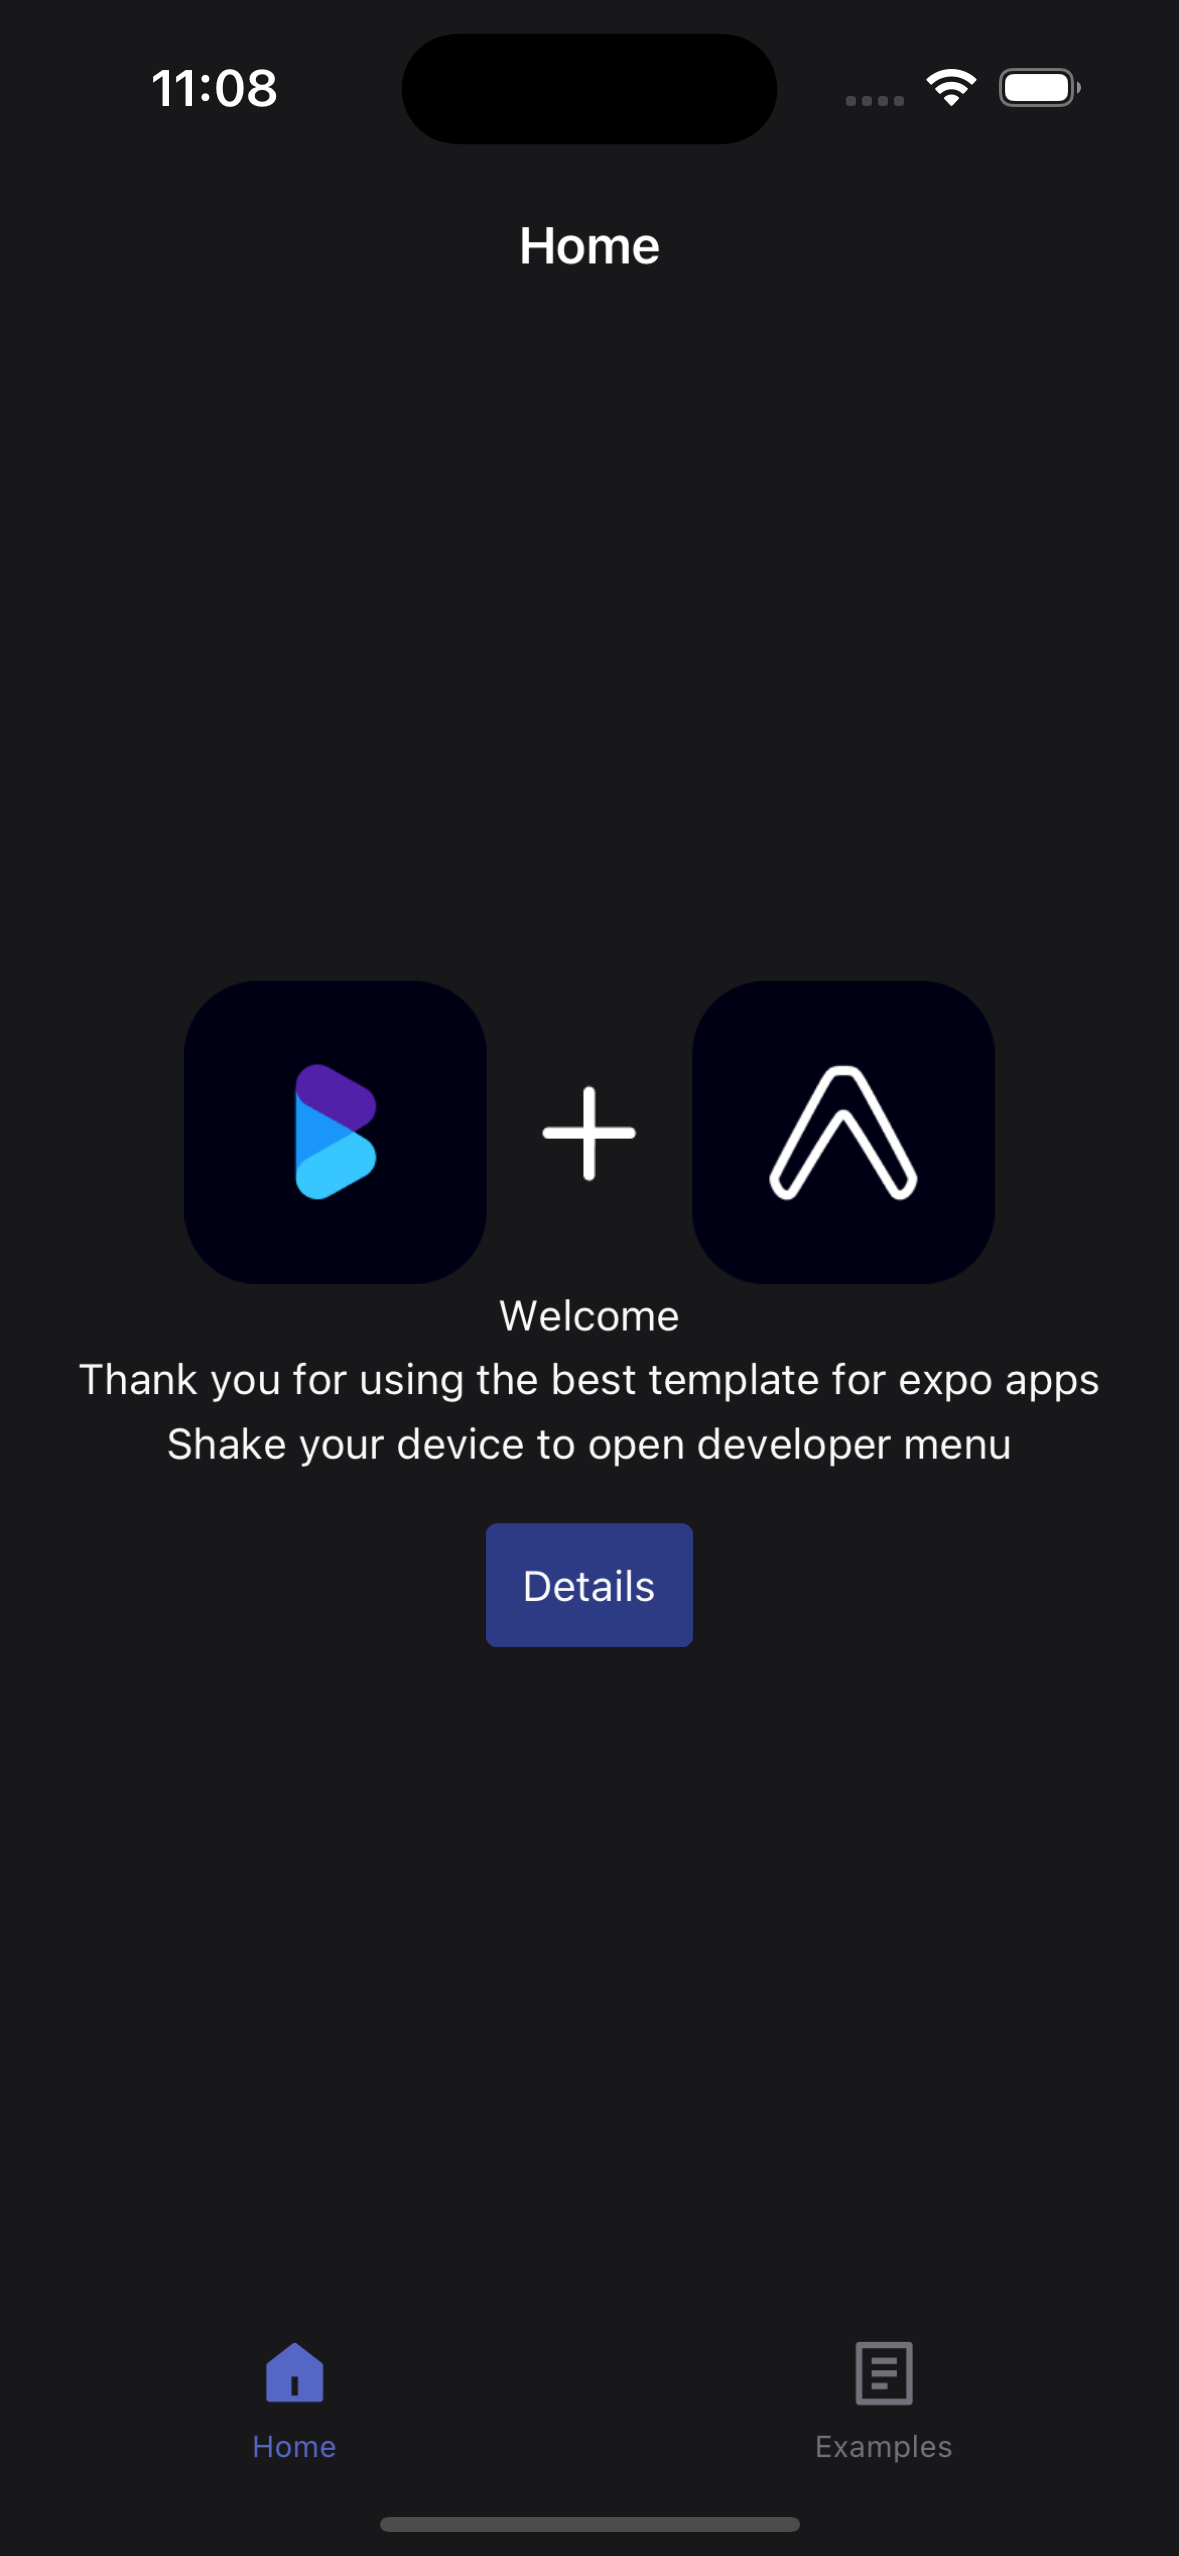 11:08
Home
Welcome
Thank you for using the best template for expo apps
Shake your device to open developer menu
Details
Home
Examples